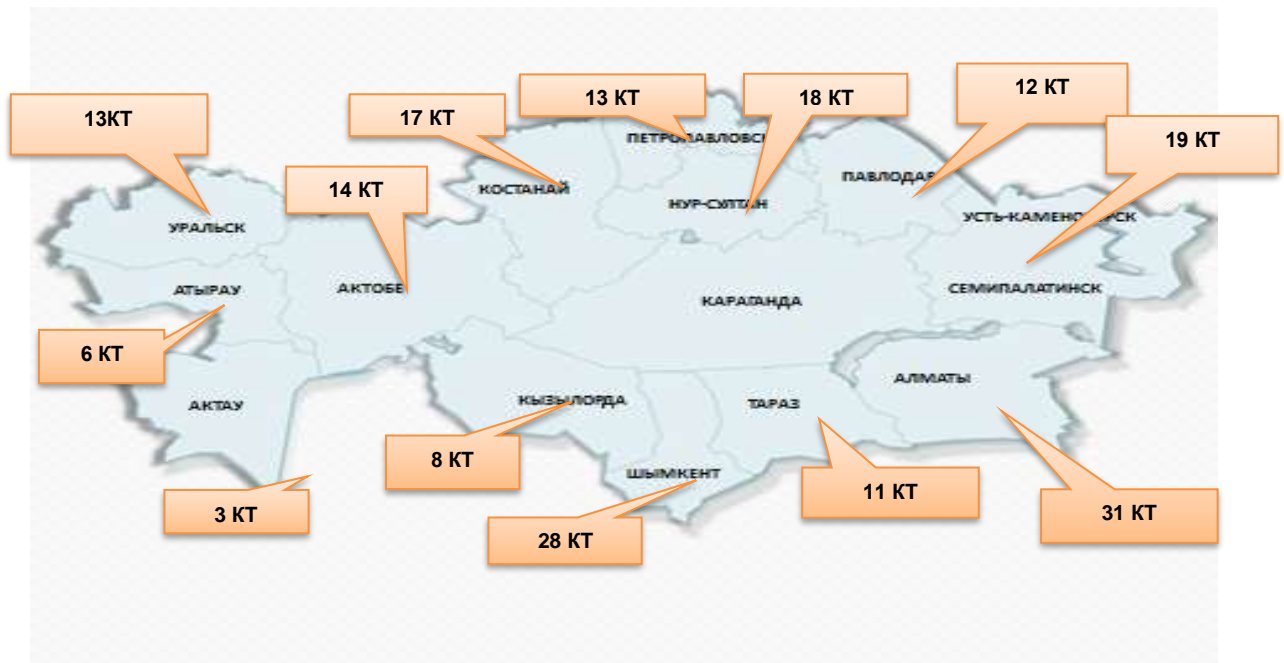 13КТ
17 КТ
13 КТ
18 КТ
12 КТ
19 КТ
14 КТ
ПЕТРОПАВЛОВСК
КОСТАНАЙ
НУР-СУЛТАН
ПАВЛОДАР
УСТЬ-КАМЕНОГОРСК
УРАЛЬСК
АТЫРАУ
АКТОБЕ
КАРАГАНДА
СЕМИПАЛАТИНСК
6 КТ
АКТАУ
КЫЗЫЛОРДА
ТАРАЗ
АЛМАТЫ
8 КТ
ШЫМКЕНТ
3 КТ
28 КТ
11 КТ
31 КТ